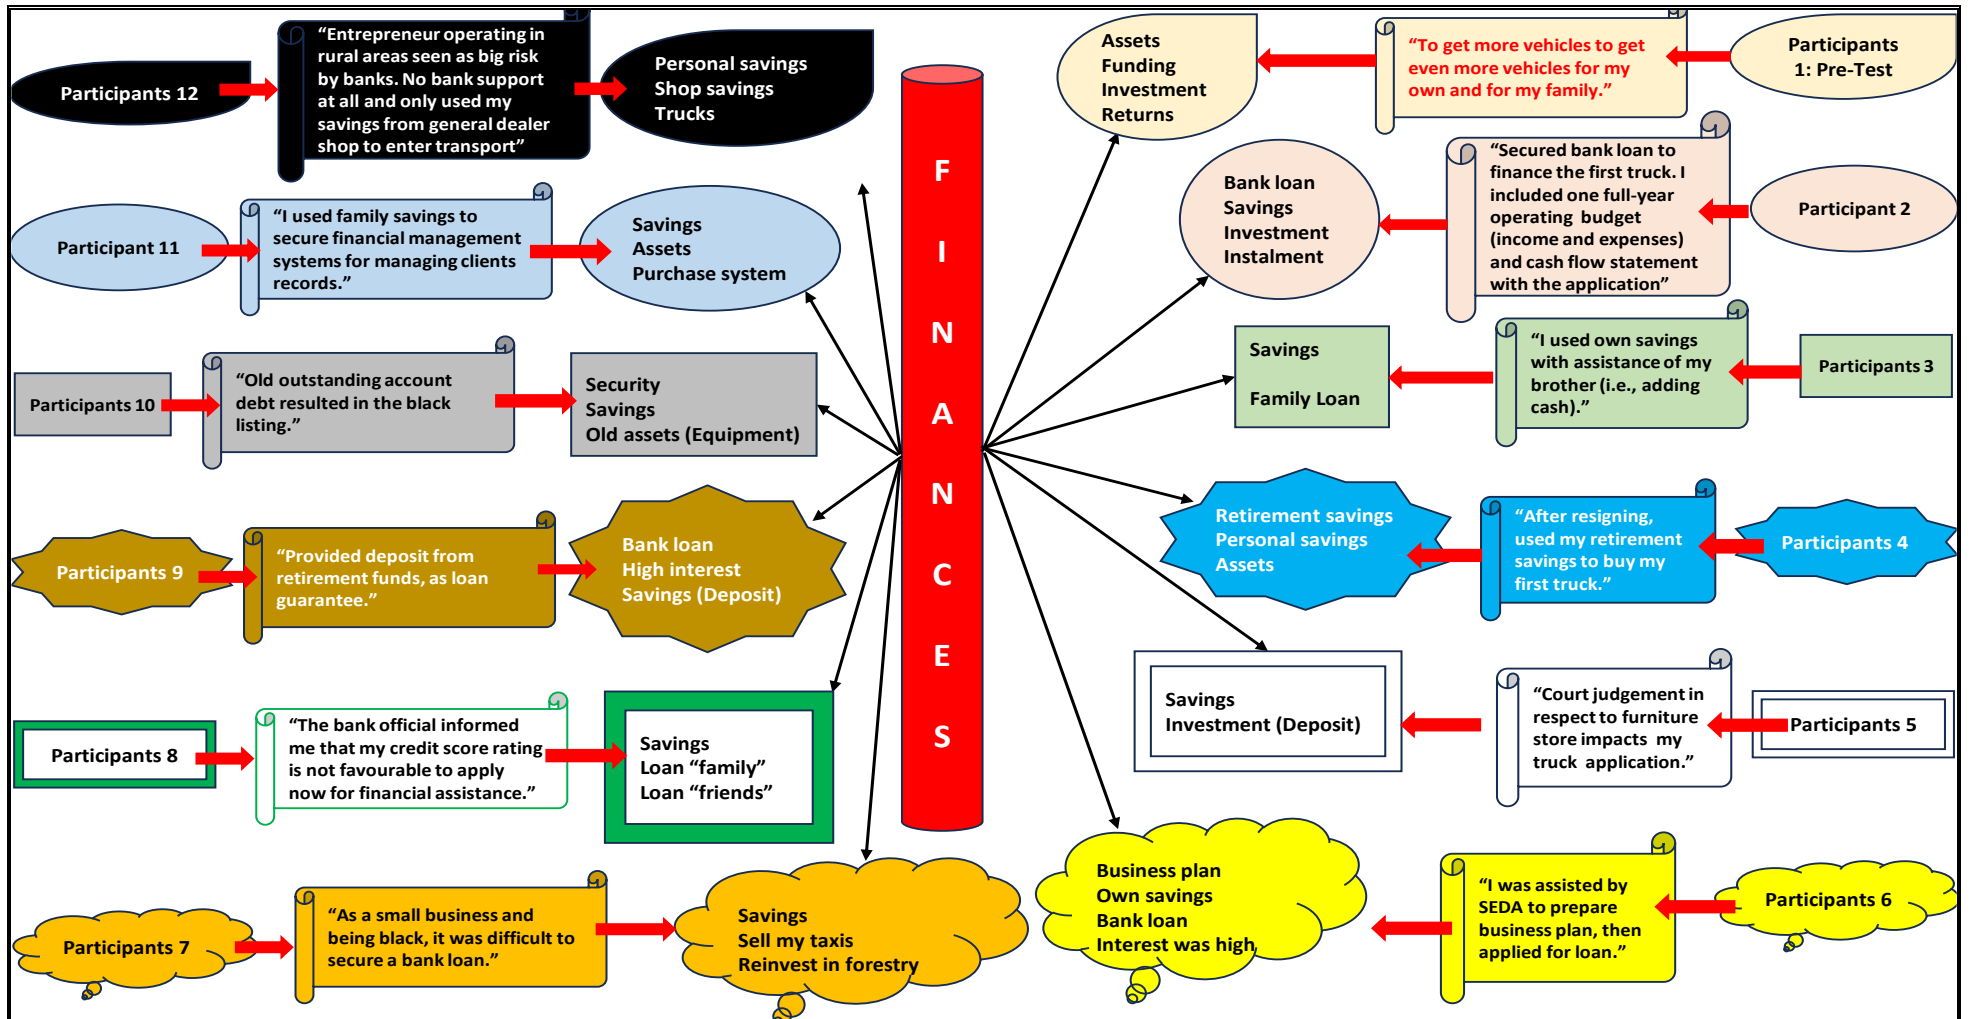 Participants 12
“Entrepreneur operating in
rural areas seen as big risk
by banks. No bank support
at all and only used my
savings from general dealer
shop to enter transport”
Personal savings
Shop savings
Trucks
Participant 11
“I used family savings to
secure financial management
systems for managing clients
records.”
Savings
Assets
Purchase system
Participants 10
“Old outstanding account
debt resulted in the black
listing.”
Security
Savings
Old assets (Equipment)
Participants 9
“Provided deposit from
retirement funds, as loan
guarantee.”
Bank loan
High interest
Savings (Deposit)
Participants 8
“The bank official informed
me that my credit score rating
is not favourable to apply
now for financial assistance.”
Savings
Loan “family”
Loan “friends”
Participants 7
“As a small business and
being black, it was difficult to
secure a bank loan.”
Savings
Sell my taxis
Reinvest in forestry
F
I
N
A
N
C
E
S
Assets
Funding
Investment
Returns
“To get more vehicles to get
even more vehicles for my
own and for my family.”
Participants
1: Pre-Test
Bank loan
Savings
Investment
Instalment
“Secured bank loan to
finance the first truck. I
included one full-year
operating budget
(income and expenses)
and cash flow statement
with the application”
Participant 2
Savings
Family Loan
“I used own savings
with assistance of my
brother (i.e., adding
cash).”
Participants 3
Retirement savings
Personal savings
Assets
“After resigning,
used my retirement
savings to buy my
first truck.”
Participants 4
Savings
Investment (Deposit)
“Court judgement in
respect to furniture
store impacts my
truck application.”
Participants 5
Business plan
Own savings
Bank loan
Interest was high
“I was assisted by
SEDA to prepare
business plan, then
applied for loan.”
Participants 6